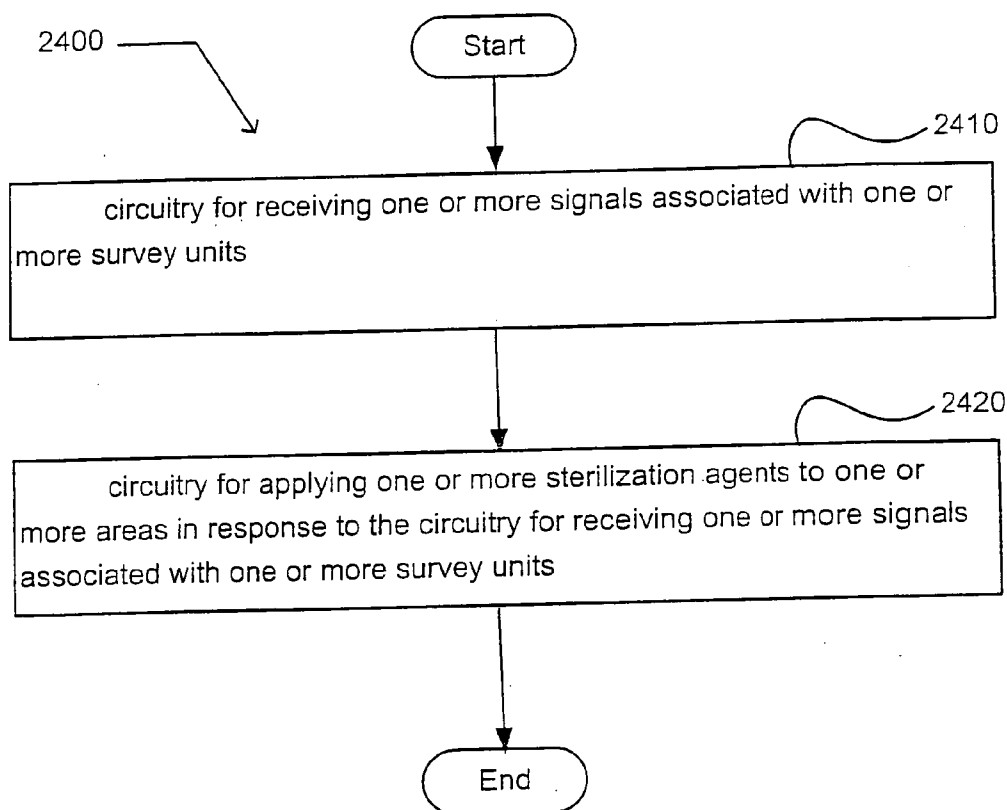 2400
Start
2410
circuitry for receiving one or more signals associated with one or
more survey units
2420
circuitry for applying one or more sterilization agents to one or
more areas in response to the circuitry for receiving one or more signals
associated with one or more survey units
End